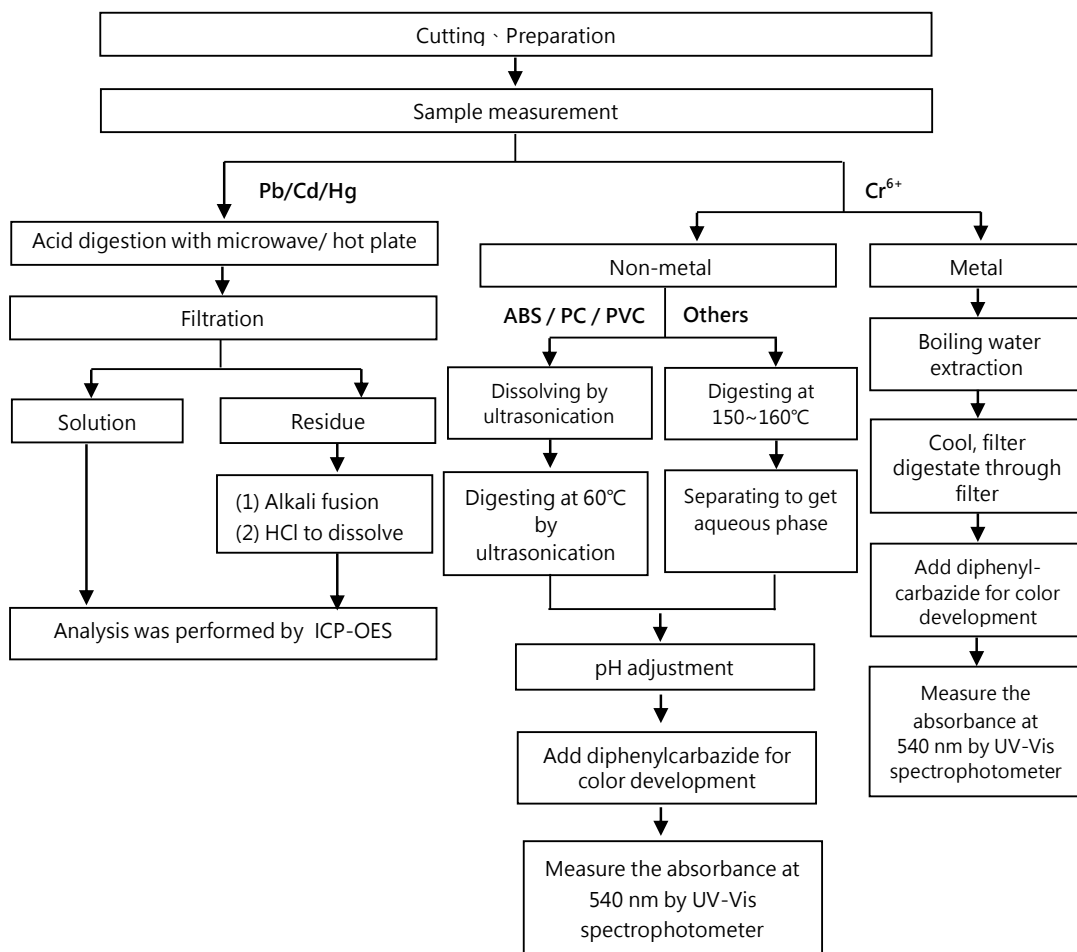 Cutting、Preparation
Sample measurement
Pb/Cd/Hg
Cr6+
Acid digestion with microwave/ hot plate
Filtration
Solution
Residue
(1) Alkali fusion
(2) HCl to dissolve
Analysis was performed by ICP-OES
Non-metal
ABS / PC / PVC
Others
Dissolving by
ultrasonication
Digesting at 60℃
by
ultrasonication
Digesting at
150~160℃
Separating to get
aqueous phase
pH adjustment
Add diphenylcarbazide for
color development
Measure the absorbance at
540 nm by UV-Vis
spectrophotometer
Metal
Boiling water
extraction
Cool, filter
digestate through
filter
Add diphenyl-
carbazide for color
development
Measure the
absorbance at
540 nm by UV-Vis
spectrophotometer